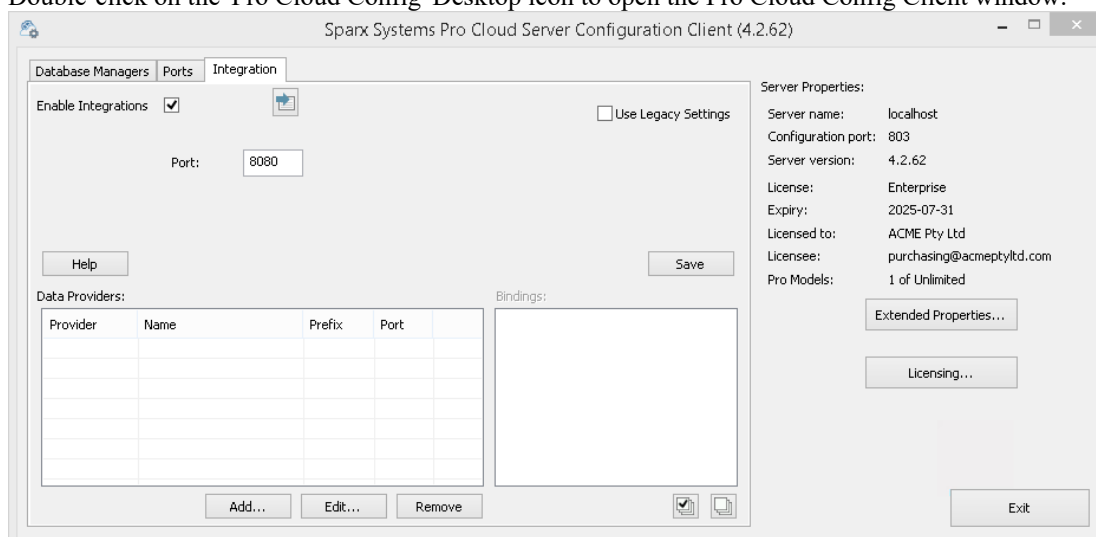 Double-click on the 'Pro Cloud Config' Desktop icon to open the Pro Cloud Config Client window:
Sparx Systems Pro Cloud Server Configuration Client (4.2.62)
Database Managers Ports Integration
Enable Integrations
Use Legacy Settings
Port: 8080
Help
Save
Data Providers:
Bindings:
Provider Name Prefix Port
Add... Edit... Remove
Server Properties:
Server name: localhost
Configuration port: 803
Server version: 4.2.62
License: Enterprise
Expiry: 2025-07-31
Licensed to: ACME Pty Ltd
Licensee: purchasing@acmeptyltd.com
Pro Models: 1 of Unlimited
Extended Properties...
Licensing...
Exit